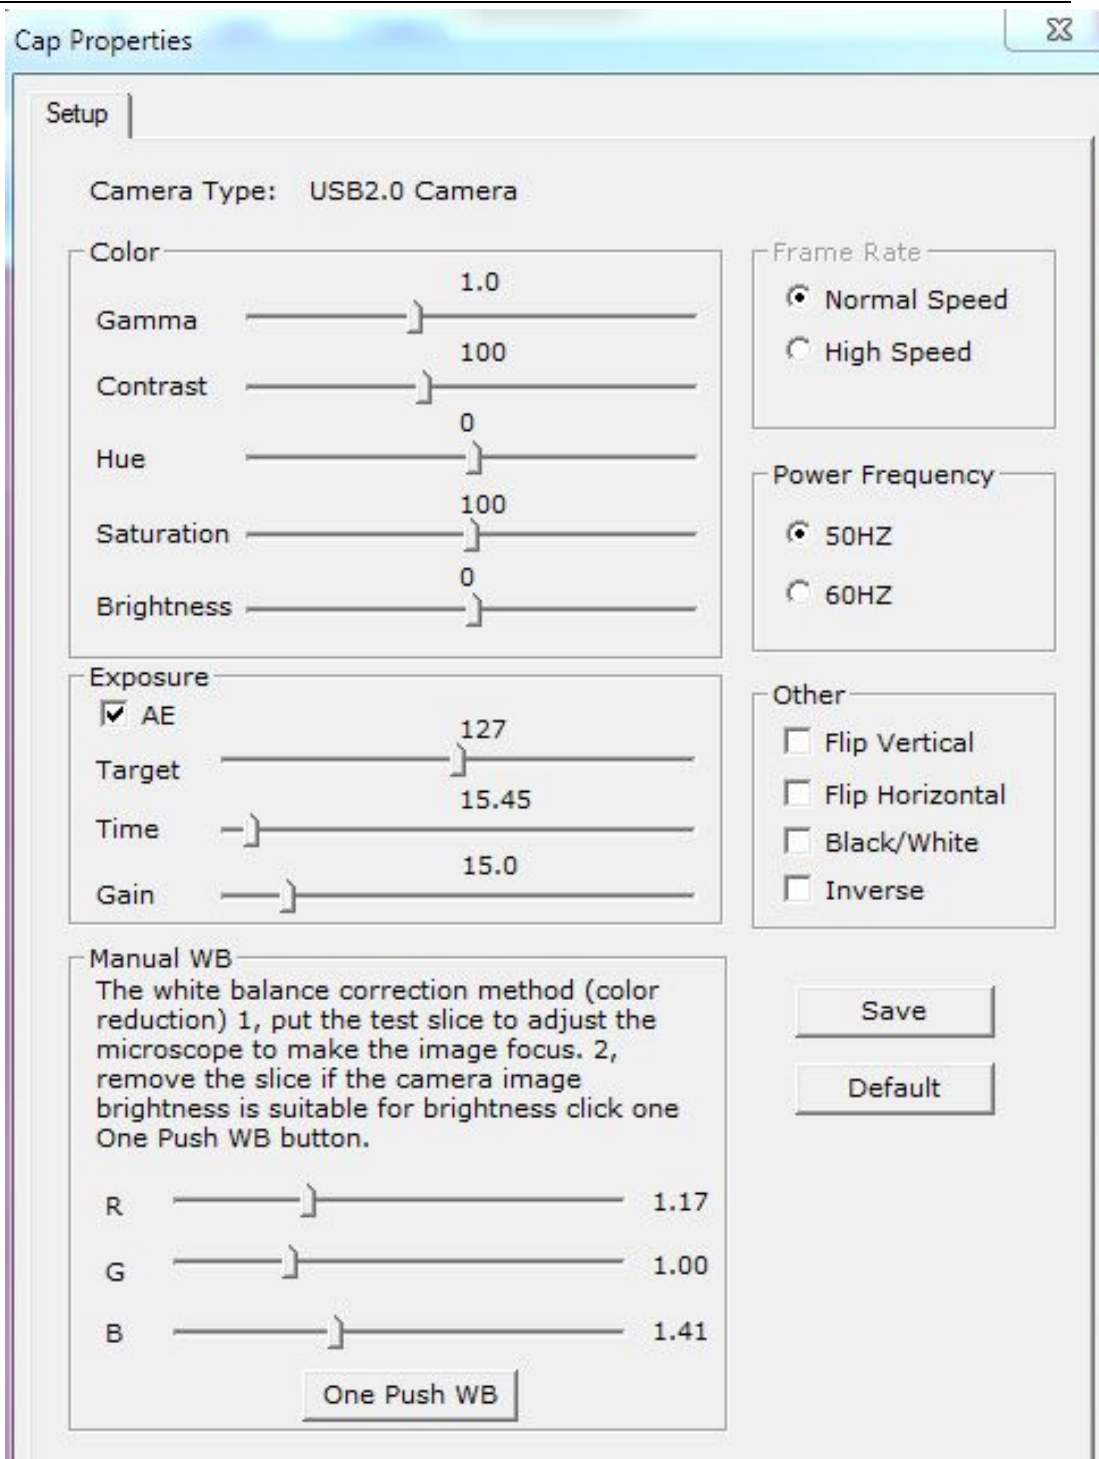 Cap Properties
Setup
Camera Type: USB2.0 Camera
Color
1.0
Gamma
100
Contrast
0
Hue
100
Saturation
0
Brightness
Frame Rate
Normal Speed
High Speed
Power Frequency
50HZ
60HZ
Exposure
AE
127
Target
15.45
Time
15.0
Gain
Other
Flip Vertical
Flip Horizontal
Black/White
Inverse
Manual WB
The white balance correction method (color
reduction) 1, put the test slice to adjust the
microscope to make the image focus. 2,
remove the slice if the camera image
brightness is suitable for brightness click one
One Push WB button.
R 1.17
G 1.00
B 1.41
One Push WB
Save
Default